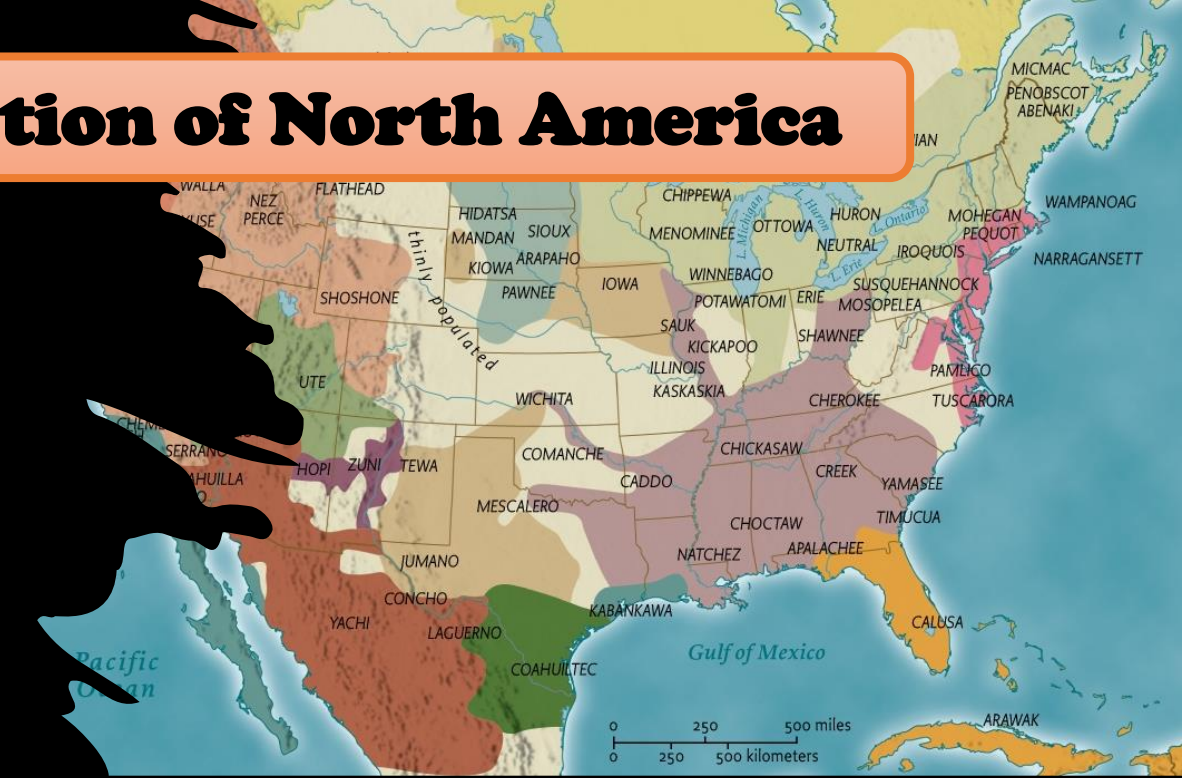 tion of North America
MICMAC
PENOBSCOT
ABENAKI
IAN
WALLA
NEZ
PERCE
USE
FLATHEAD
HIDATSA
MANDAN
SIOUX
KIOWA
ARAPAHO
PAWNEE
thinly populated
CHIPPEWA
MENOMINEE
L. Michigan
OTTOWA
L. Huron
HURON
NEUTRAL
L. Ontario
L. Erie
MOHEGAN
PEQUOT
WAMPANOAG
IROQUOIS
NARRAGANSETT
SHOSHONE
IOWA
WINNEBAGO
POTAWATOMI
ERIE
SUSQUEHANNOCK
MOSOPELEA
SAUK
KICKAPOO
SHAWNEE
ILLINOIS
KASKASKIA
PAMLICO
UTE
WICHITA
CHEROKEE
TUSCARORA
CHEM
SERRANO
AHUILLA
O
HOPI
ZUNI
TEWA
COMANCHE
CADDO
CHICKASAW
CREEK
YAMASEE
MESCALERO
CHOCTAW
TIMUCUA
NATCHEZ
APALACHEE
JUMANO
CONCHO
KABANKAWA
YACHI
LAGUERNO
CALUSA
COAHUILTEC
Pacific
Gulf of Mexico
ARAWAK
0 250 500 miles
0 250 500 kilometers